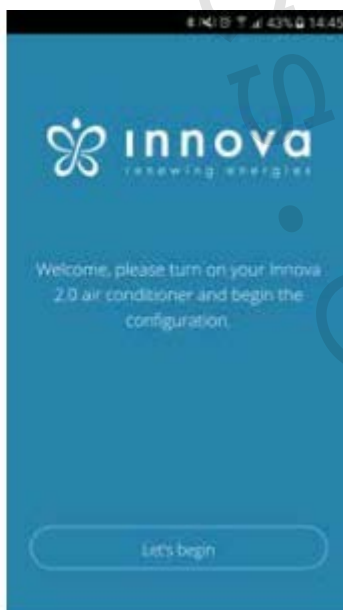 43% 14:45
innova
renewing energies
Welcome, please turn on your Innova
2.0 air conditioner and begin the
configuration.
Let's begin